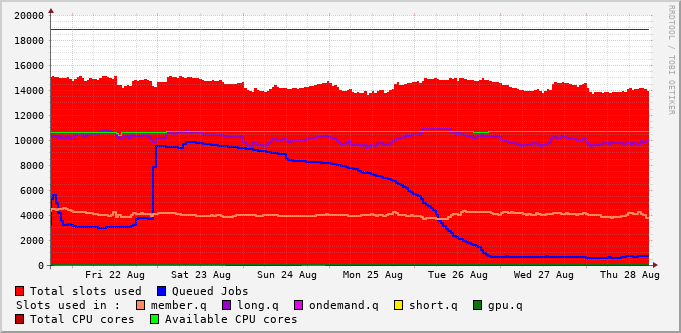 RRDTOOL / TOBI OETIKER
20000
18000
16000
14000
12000
10000
8000
6000
4000
2000
0
Fri 22 Aug Sat 23 Aug Sun 24 Aug Mon 25 Aug Tue 26 Aug Wed 27 Aug Thu 28 Aug
Total slots used Queued Jobs
Slots used in : member.q long.q ondemand.q short.q gpu.q
Total CPU cores Available CPU cores